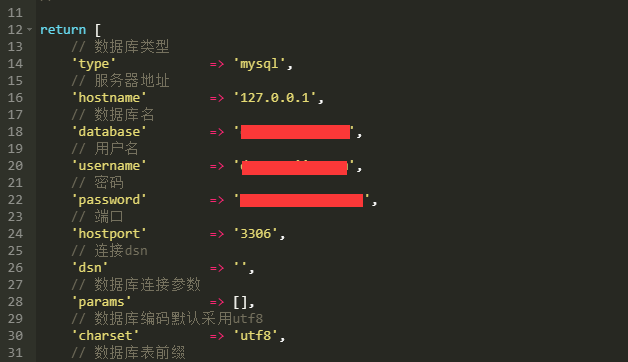 11
12 return [
13 // 数据库类型
14 'type' => 'mysql',
15 // 服务器地址
16 'hostname' => '127.0.0.1',
17 // 数据库名
18 'database' => '',
19 // 用户名
20 'username' => '',
21 // 密码
22 'password' => '',
23 // 端口
24 'hostport' => '3306',
25 // 连接dsn
26 'dsn' => '',
27 // 数据库连接参数
28 'params' => [],
29 // 数据库编码默认采用utf8
30 'charset' => 'utf8',
31 // 数据库表前缀